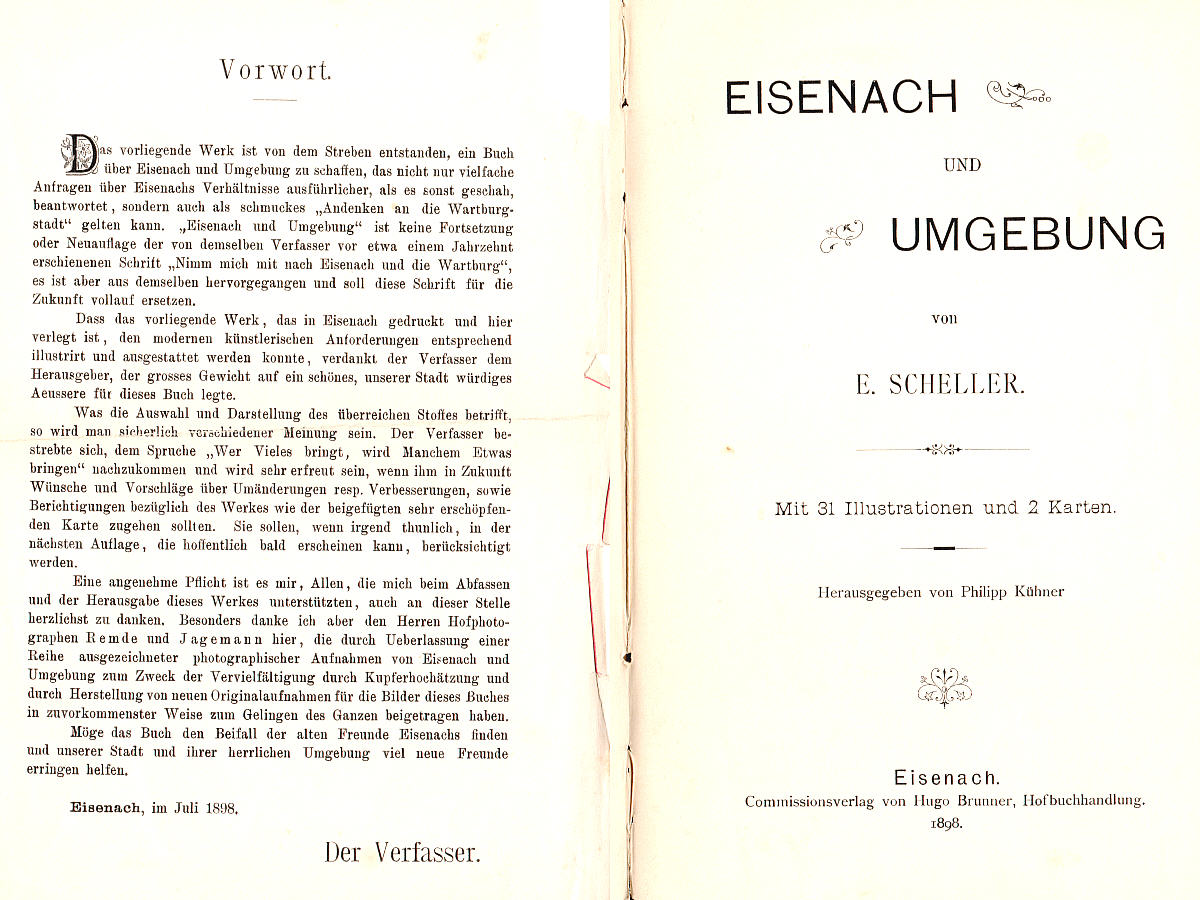 Vorwort.
Das vorliegende Werk ist von dem Streben entstanden, ein Buch
über Eisenach und Umgebung zu schaffen, das nicht nur vielfache
Anfragen über Eisenachs Verhältnisse ausführlicher, als es sonst geschah,
beantwortet, sondern auch als schmuckes „Andenken an die Wartburg-
stadt“ gelten kann. „Eisenach und Umgebung“ ist keine Fortsetzung
oder Neuauflage der von demselben Verfasser vor etwa einem Jahrzehnt
erschienenen Schrift „Nimm mich mit nach Eisenach und die Wartburg“,
es ist aber aus demselben hervorgegangen und soll diese Schrift für die
Zukunft vollauf ersetzen.
Dass das vorliegende Werk, das in Eisenach gedruckt und hier
verlegt ist, den modernen künstlerischen Anforderungen entsprechend
illustrirt und ausgestattet werden konnte, verdankt der Verfasser dem
Herausgeber, der grosses Gewicht auf ein schönes, unserer Stadt würdiges
Aeussere für dieses Buch legte.
Was die Auswahl und Darstellung des überreichen Stoffes betrifft,
so wird man sicherlich verschiedener Meinung sein. Der Verfasser be-
strebte sich, dem Spruche „Wer Vieles bringt, wird Manchem Etwas
bringen“ nachzukommen und wird sehr erfreut sein, wenn ihm in Zukunft
Wünsche und Vorschläge über Umänderungen resp. Verbesserungen, sowie
Berichtigungen bezüglich des Werkes wie der beigefügten sehr erschöpfen-
den Karte zugehen sollten. Sie sollen, wenn irgend thunlich, in der
nächsten Auflage, die hoffentlich bald erscheinen kann, berücksichtigt
werden.
Eine angenehme Pflicht ist es mir, Allen, die mich beim Abfassen
und der Herausgabe dieses Werkes unterstützten, auch an dieser Stelle
herzlichst zu danken. Besonders danke ich aber den Herren Hofphoto-
graphen Remde und Jagemann hier, die durch Ueberlassung einer
Reihe ausgezeichneter photographischer Aufnahmen von Eisenach und
Umgebung zum Zweck der Vervielfältigung durch Kupferhochätzung und
durch Herstellung von neuen Originalaufnahmen für die Bilder dieses Buches
in zuvorkommenster Weise zum Gelingen des Ganzen beigetragen haben.
Möge das Buch den Beifall der alten Freunde Eisenachs finden
und unserer Stadt und ihrer herrlichen Umgebung viel neue Freunde
erringen helfen.
Eisenach, im Juli 1898.
Der Verfasser.
EISENACH
UND
UMGEBUNG
von
E. SCHELLER.
Mit 31 Illustrationen und 2 Karten.
Herausgegeben von Philipp Kühner
Eisenach.
Commissionsverlag von Hugo Brunner, Hofbuchhandlung.
1898.